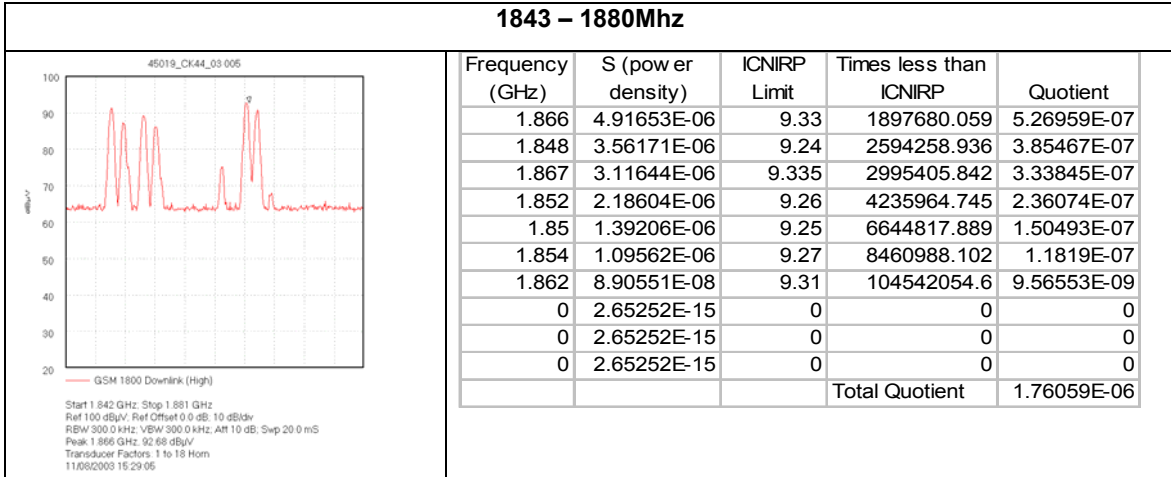 1843 – 1880Mhz
45019_CK44_03 005
100
90
80
70
60
50
40
30
20
dBµV
GSM 1800 Downlink (High)
Start 1.842 GHz; Stop 1.881 GHz
Ref 100 dBµV; Ref Offset 0.0 dB; 10 dB/div
RBW 300.0 kHz; VBW 300.0 kHz; Att 10 dB; Swp 20.0 mS
Peak 1.866 GHz, 92.68 dBµV
Transducer Factors: 1 to 18 Horn
11/08/2003 15:29:05
Frequency (GHz) S (power density) ICNIRP Limit Times less than ICNIRP Quotient
1.866 4.91653E-06 9.33 1897680.059 5.26959E-07
1.848 3.56171E-06 9.24 2594258.936 3.85467E-07
1.867 3.11644E-06 9.335 2995405.842 3.33845E-07
1.852 2.18604E-06 9.26 4235964.745 2.36074E-07
1.85 1.39206E-06 9.25 6644817.889 1.50493E-07
1.854 1.09562E-06 9.27 8460988.102 1.1819E-07
1.862 8.90551E-08 9.31 104542054.6 9.56553E-09
0 2.65252E-15 0 0 0
0 2.65252E-15 0 0 0
0 2.65252E-15 0 0 0
Total Quotient 1.76059E-06